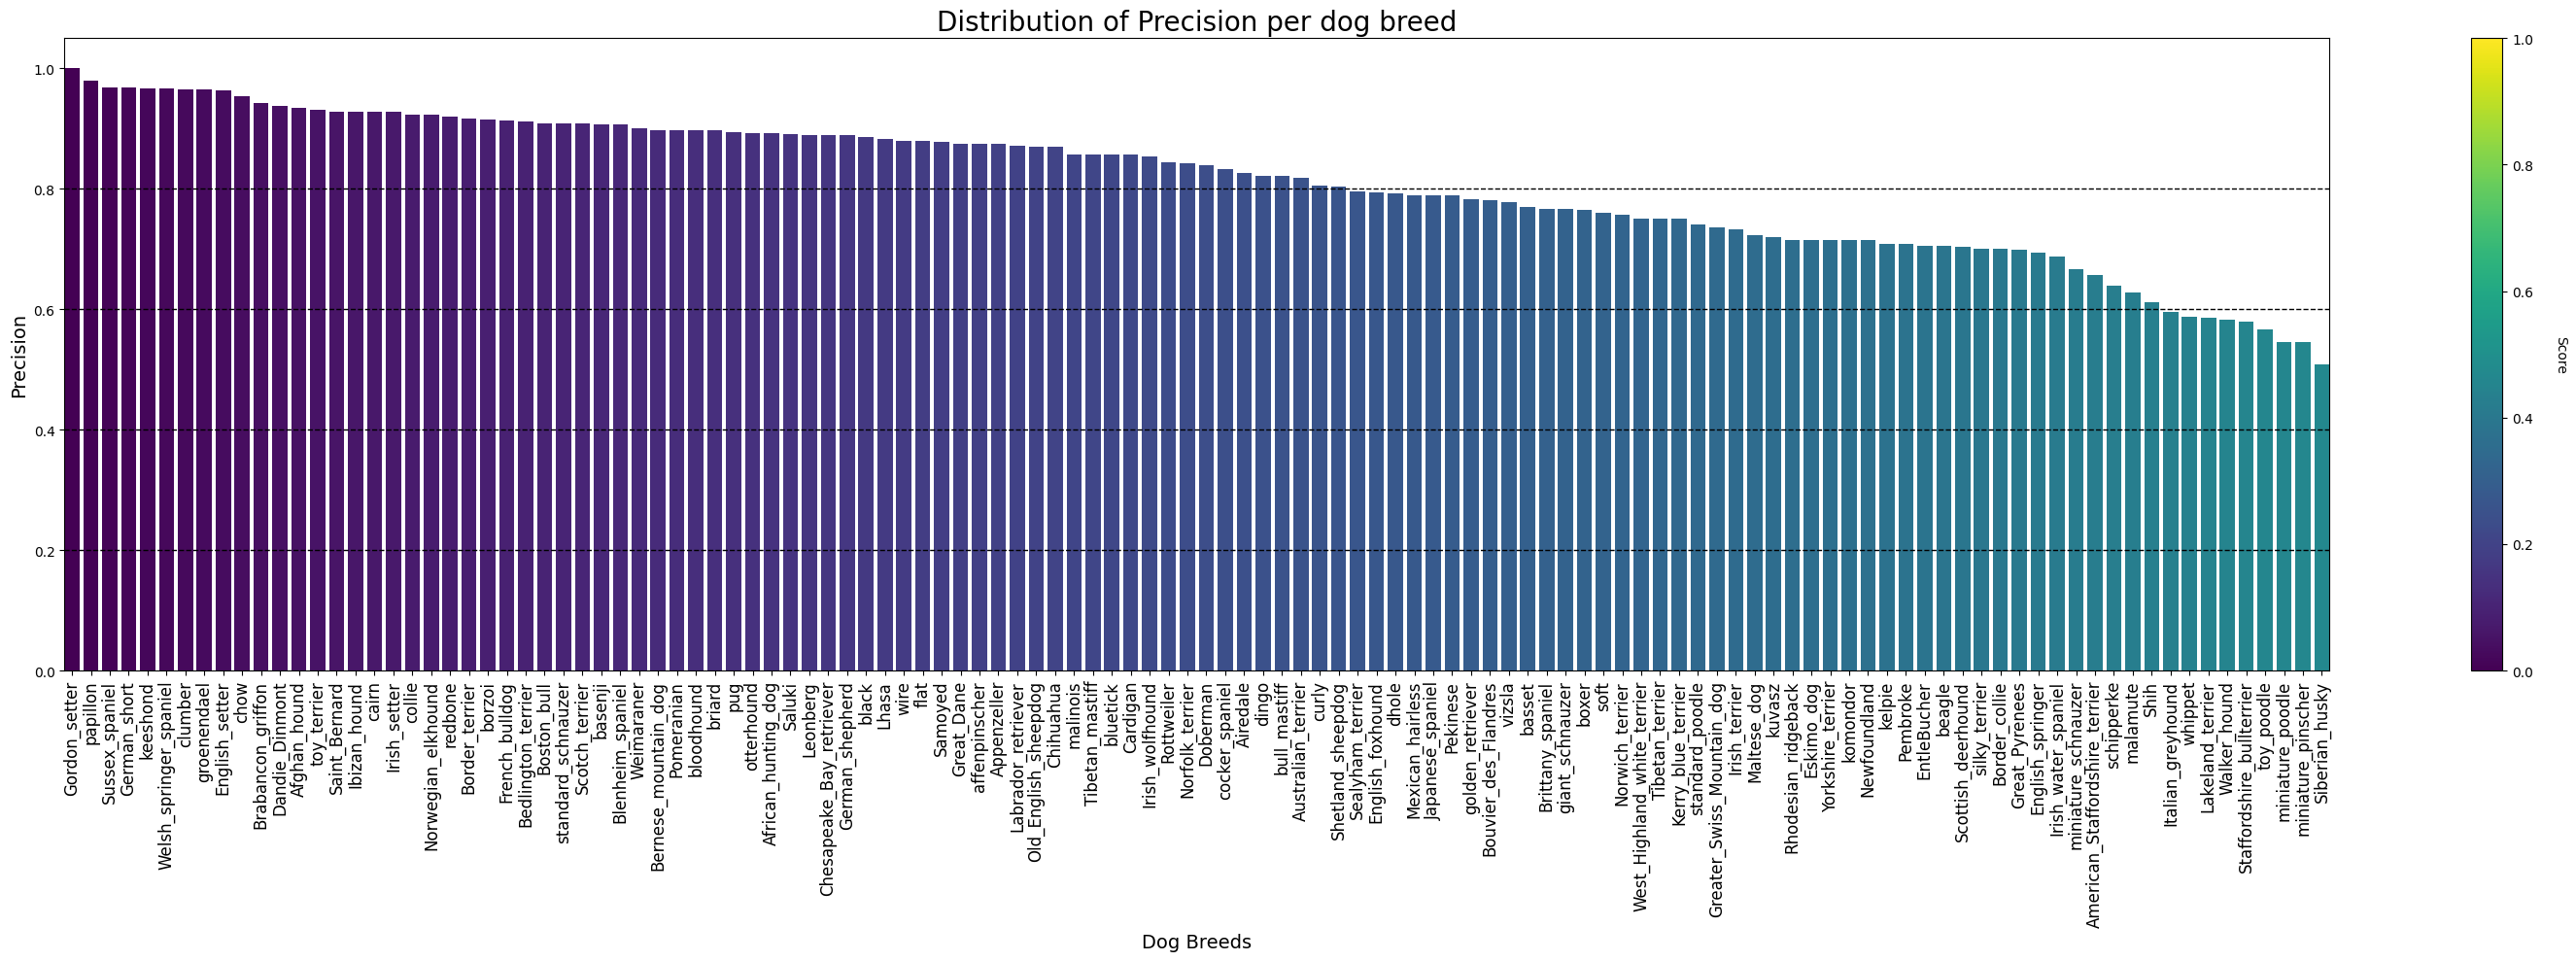 Distribution of Precision per dog breed
Precision
1.0
0.8
0.6
0.4
0.2
0.0
Gordon_setter
papillon
Sussex_spaniel
German_short
keeshond
Welsh_springer_spaniel
clumber
groenendael
English_setter
chow
Brabancon_griffon
Dandie_Dinmont
Afghan_hound
toy_terrier
Saint_Bernard
Ibizan_hound
cairn
Irish_setter
collie
Norwegian_elkhound
redbone
Border_terrier
borzoi
French_bulldog
Bedlington_terrier
Boston_bull
standard_schnauzer
Scotch_terrier
basenji
Blenheim_spaniel
Weimaraner
Bernese_mountain_dog
Pomeranian
bloodhound
briard
pug
otterhound
African_hunting_dog
Saluki
Leonberg
Chesapeake_Bay_retriever
German_shepherd
black
Lhasa
wire
flat
Samoyed
Great_Dane
affenpinscher
Appenzeller
Labrador_retriever
Old_English_sheepdog
Chihuahua
malinois
Tibetan_mastiff
bluetick
Cardigan
Irish_wolfhound
Rottweiler
Norfolk_terrier
Doberman
cocker_spaniel
Airedale
dingo
bull_mastiff
Australian_terrier
curly
Shetland_sheepdog
Sealyham_terrier
English_foxhound
dhole
Mexican_hairless
Japanese_spaniel
Pekinese
golden_retriever
Bouvier_des_Flandres
vizsla
basset
Brittany_spaniel
giant_schnauzer
boxer
soft
Norwich_terrier
West_Highland_white_terrier
Tibetan_terrier
Kerry_blue_terrier
standard_poodle
Greater_Swiss_Mountain_dog
Irish_terrier
Maltese_dog
kuvasz
Rhodesian_ridgeback
Eskimo_dog
Yorkshire_terrier
komondor
Newfoundland
kelpie
Pembroke
EntleBucher
beagle
Scottish_deerhound
silky_terrier
Border_collie
Great_Pyrenees
English_springer
Irish_water_spaniel
miniature_schnauzer
American_Staffordshire_terrier
schipperke
malamute
Shih
Italian_greyhound
whippet
Lakeland_terrier
Walker_hound
Staffordshire_bullterrier
toy_poodle
miniature_poodle
miniature_pinscher
Siberian_husky
Dog Breeds
1.0
0.8
0.6
0.4
0.2
0.0
Score